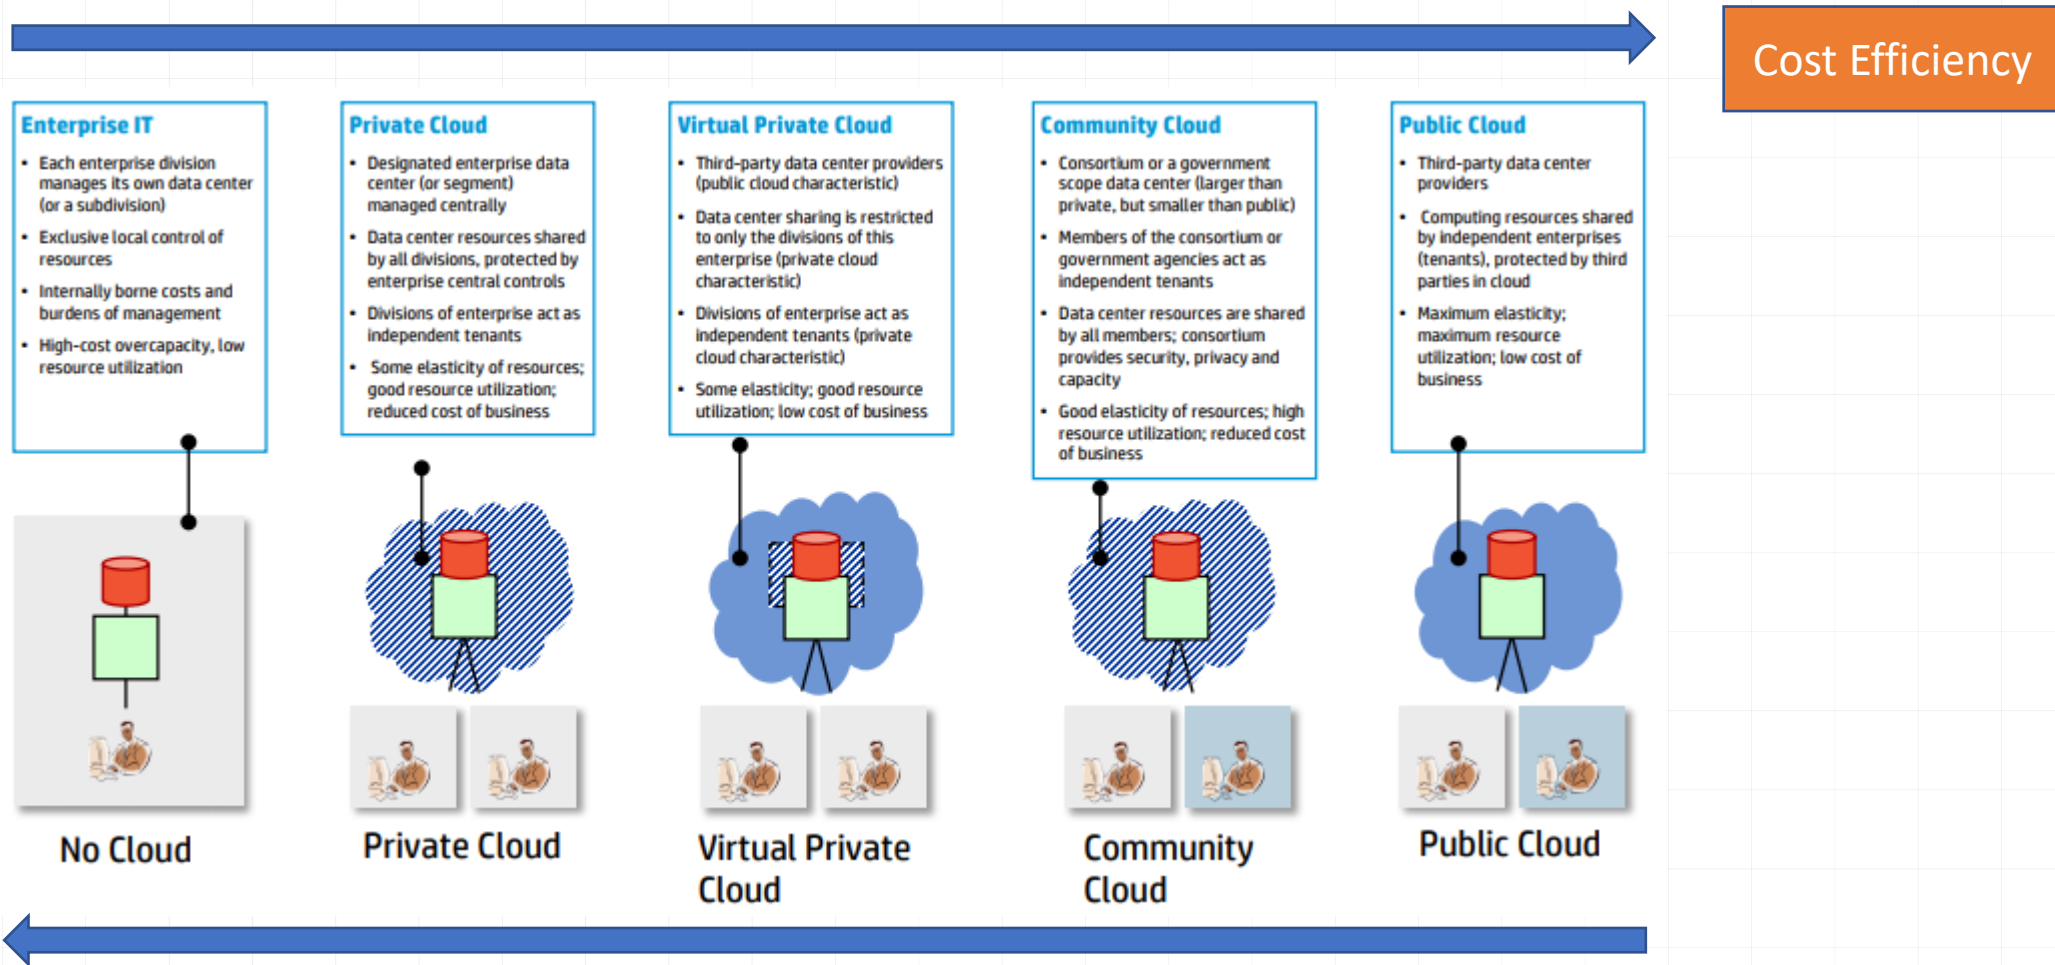 Cost Efficiency
Enterprise IT
• Each enterprise division
manages its own data center
(or a subdivision)
• Exclusive local control of
resources
• Internally borne costs and
burdens of management
• High-cost overcapacity, low
resource utilization
Private Cloud
• Designated enterprise data
center (or segment)
managed centrally
• Data center resources shared
by all divisions, protected by
enterprise central controls
• Divisions of enterprise act as
independent tenants
• Some elasticity of resources;
good resource utilization;
reduced cost of business
Virtual Private Cloud
• Third-party data center providers
(public cloud characteristic)
• Data center sharing is restricted
to only the divisions of this
enterprise (private cloud
characteristic)
• Divisions of enterprise act as
independent tenants (private
cloud characteristic)
• Some elasticity; good resource
utilization; low cost of business
Community Cloud
• Consortium or a government
scope data center (larger than
private, but smaller than public)
• Members of the consortium or
government agencies act as
independent tenants
• Data center resources are shared
by all members; consortium
provides security, privacy and
capacity
• Good elasticity of resources; high
resource utilization; reduced cost
of business
Public Cloud
• Third-party data center
providers
• Computing resources shared
by independent enterprises
(tenants), protected by third
parties in cloud
• Maximum elasticity;
maximum resource
utilization; low cost of
business
No Cloud
Private Cloud
Virtual Private
Cloud
Community
Cloud
Public Cloud